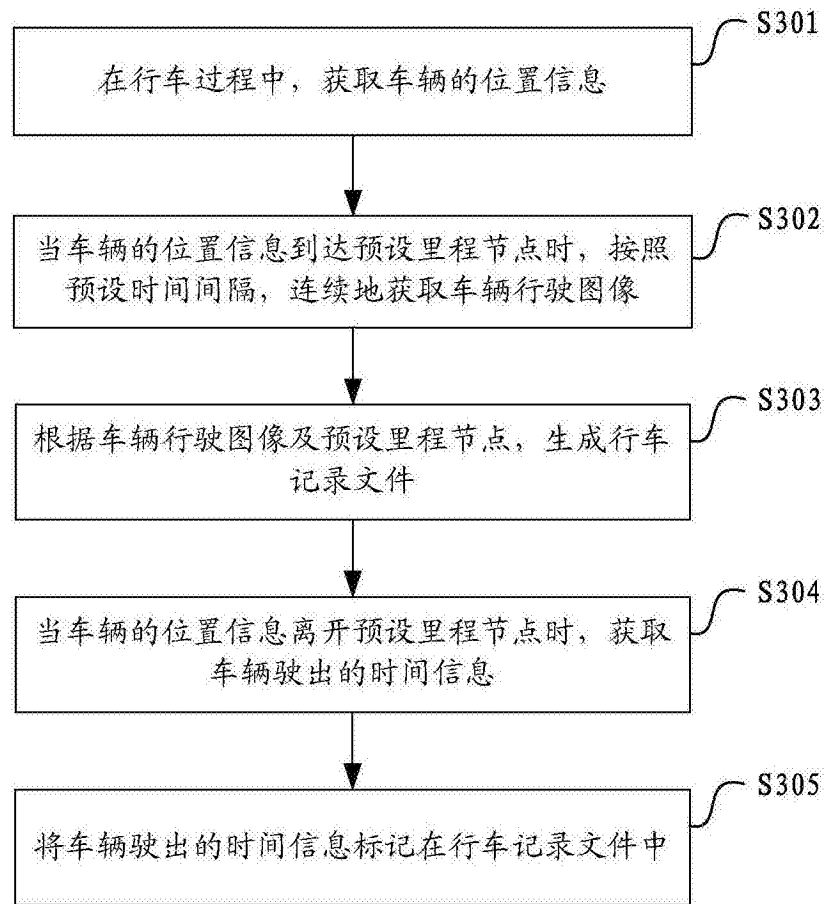 S301
在行车过程中，获取车辆的位置信息
S302
当车辆的位置信息到达预设里程节点时，按照
预设时间间隔，连续地获取车辆行驶图像
S303
根据车辆行驶图像及预设里程节点，生成行车
记录文件
S304
当车辆的位置信息离开预设里程节点时，获取
车辆驶出的时间信息
S305
将车辆驶出的时间信息标记在行车记录文件中